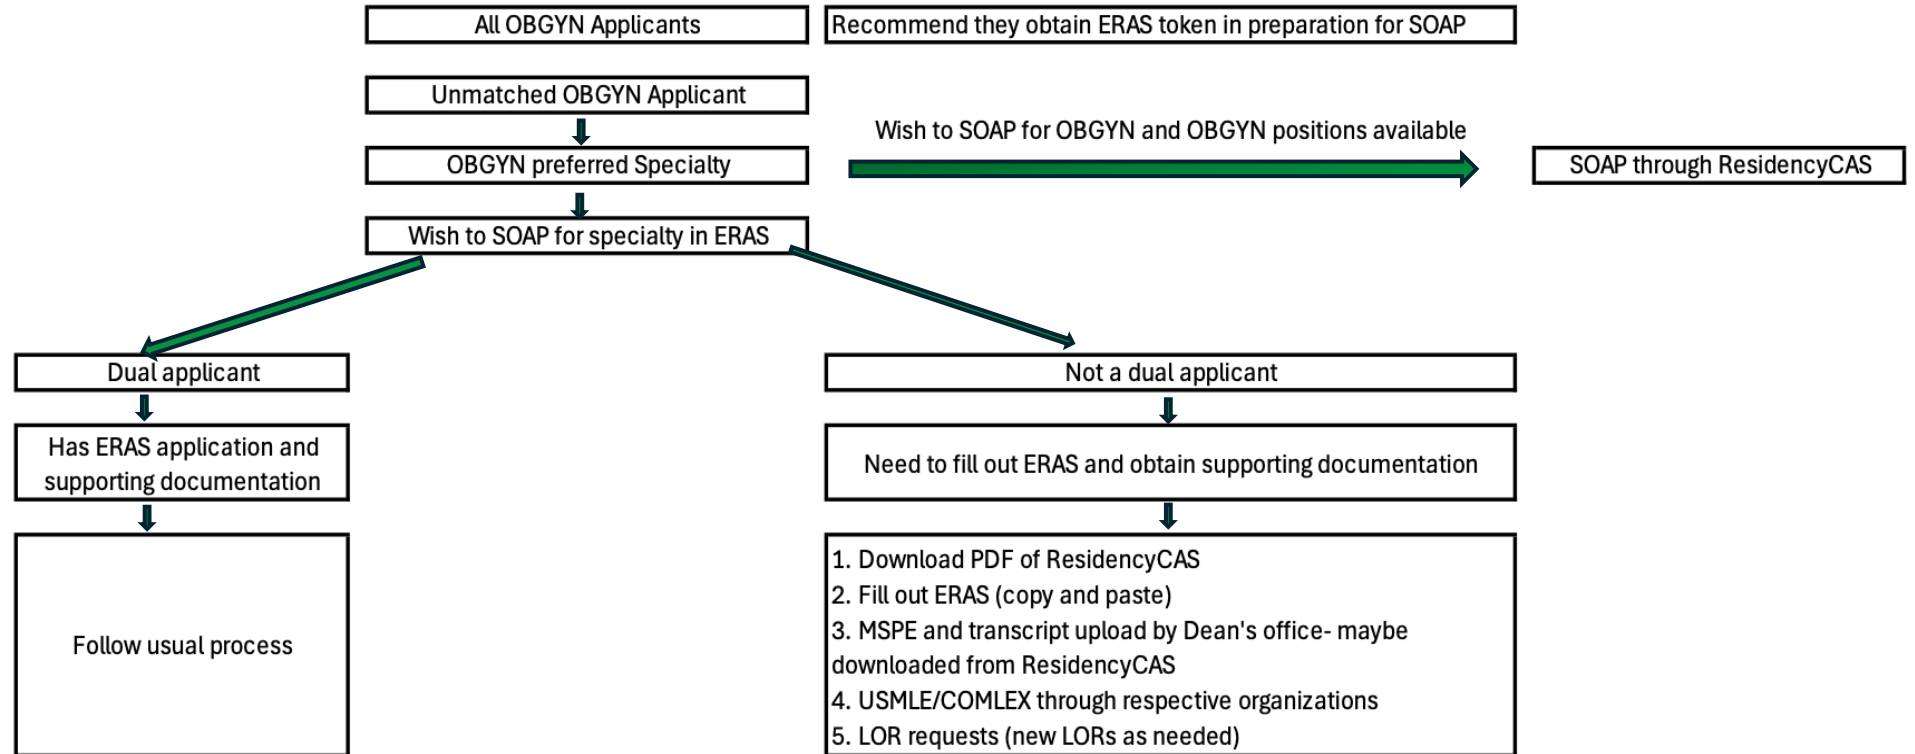 All OBGYN Applicants
Recommend they obtain ERAS token in preparation for SOAP
Unmatched OBGYN Applicant
Wish to SOAP for OBGYN and OBGYN positions available
OBGYN preferred Specialty
SOAP through ResidencyCAS
Wish to SOAP for specialty in ERAS
Dual applicant
Not a dual applicant
Has ERAS application and
supporting documentation
Need to fill out ERAS and obtain supporting documentation
Follow usual process
1. Download PDF of ResidencyCAS
2. Fill out ERAS (copy and paste)
3. MSPE and transcript upload by Dean's office- maybe
downloaded from ResidencyCAS
4. USMLE/COMLEX through respective organizations
5. LOR requests (new LORs as needed)